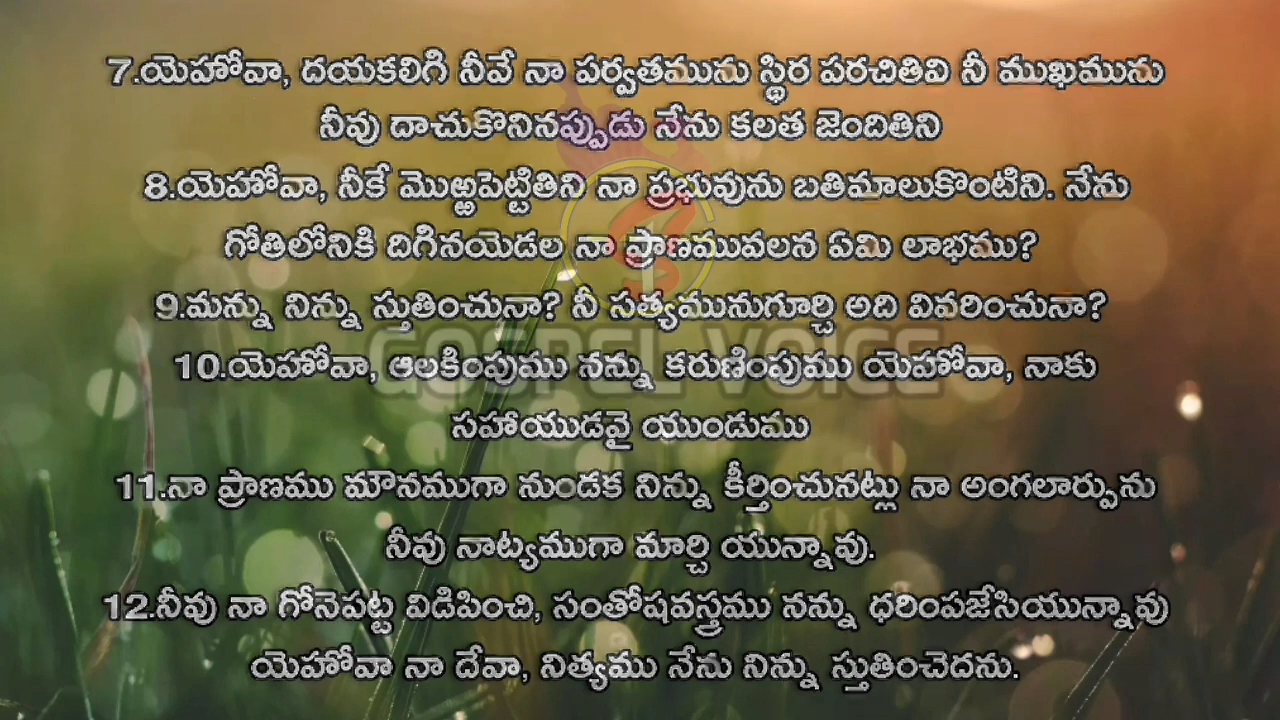 7.యెహోవా, దయకలిగి నీవే నా పర్వతమును స్థిర పరచితివి నీ ముఖమును
నీవు దాచుకొనినప్పుడు నేను కలత జెందితిని
8.యెహోవా, నీకే మొఱ్ఱపెట్టితిని నా ప్రభువును బతిమాలుకొంటిని. నేను
గోతిలోనికి దిగినయెడల నా ప్రాణమువలన ఏమి లాభము?
9.మన్ను నిన్ను స్తుతించునా? నీ సత్యమునుగూర్చి అది వివరించునా?
GOSPEL VOICE
10.యెహోవా, ఆలకింపుము నన్ను కరుణింపుము యెహోవా, నాకు
సహాయుడవై యుండుము
11.నా ప్రాణము మౌనముగా నుండక నిన్ను కీర్తించునట్లు నా అంగలార్పును
నీవు నాట్యముగా మార్చి యున్నావు.
12.నీవు నా గోనెపట్ట విడిపించి, సంతోషవస్త్రము నన్ను ధరింపజేసియున్నావు
యెహోవా నా దేవా, నిత్యము నేను నిన్ను స్తుతించెదను.